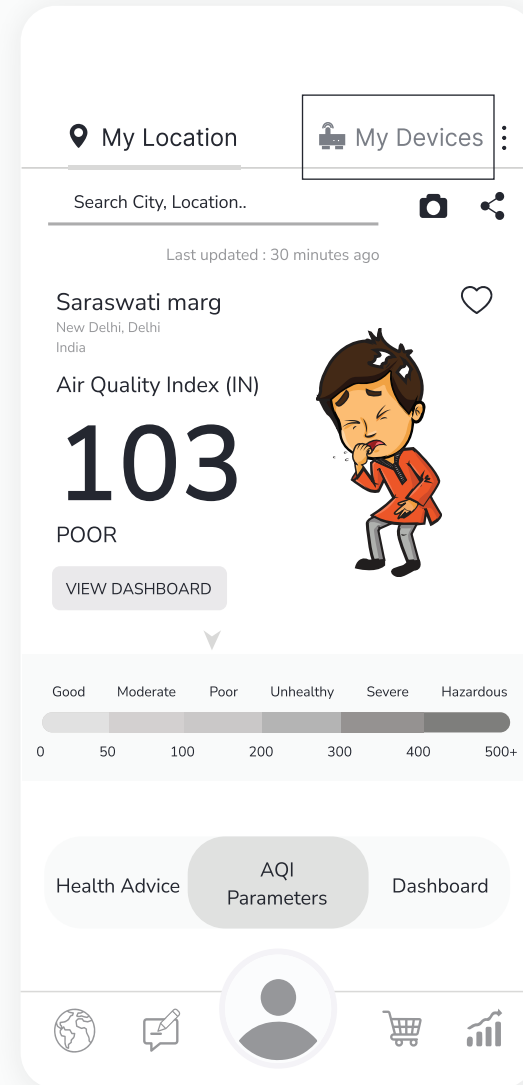 My Location
My Devices
Search City, Location..
Last updated : 30 minutes ago
Saraswati marg
New Delhi, Delhi
India
Air Quality Index (IN)
103
POOR
VIEW DASHBOARD
Good Moderate Poor Unhealthy Severe Hazardous
0 50 100 200 300 400 500+
Health Advice
AQI
Parameters
Dashboard